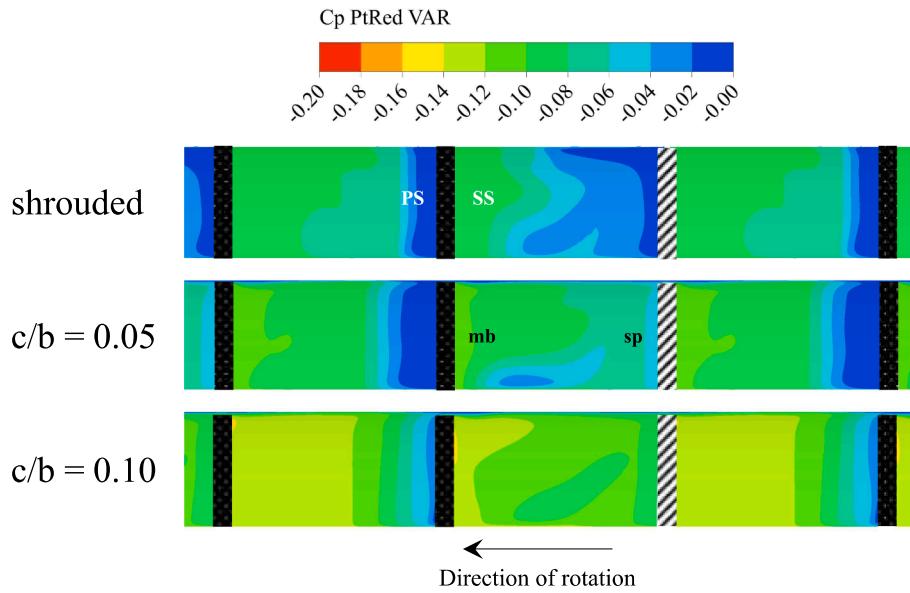 Cp PtRed VAR
-0.20 -0.18 -0.16 -0.14 -0.12 -0.10 -0.08 -0.06 -0.04 -0.02 -0.00
shrouded
PS SS
c/b = 0.05
mb sp
c/b = 0.10
Direction of rotation